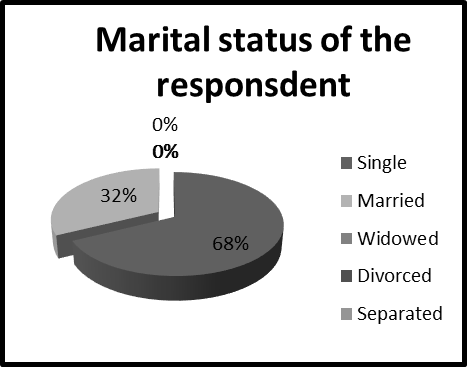 Marital status of the
responsdent
0%
0%
32%
68%
Single
Married
Widowed
Divorced
Separated